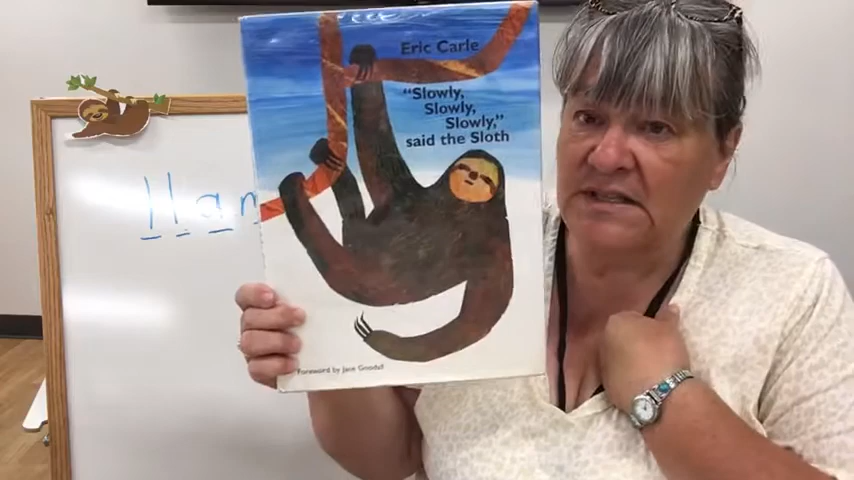 Eric Carle
"Slowly,
Slowly,
Slowly,"
said the Sloth
Foreword by Jane Goodall